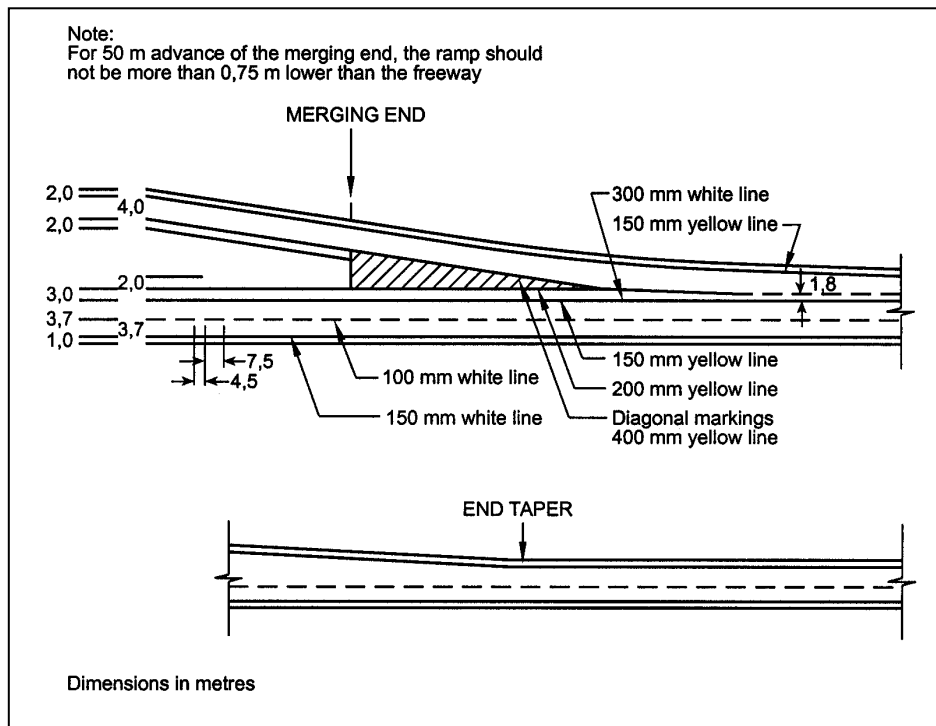 Note:
For 50 m advance of the merging end, the ramp should
not be more than 0,75 m lower than the freeway
MERGING END
2,0
4,0
2,0
2,0
3,0
3,7
3,7
1,0
7,5
4,5
300 mm white line
150 mm yellow line
1,8
150 mm yellow line
100 mm white line
200 mm yellow line
150 mm white line
Diagonal markings
400 mm yellow line
END TAPER
Dimensions in metres